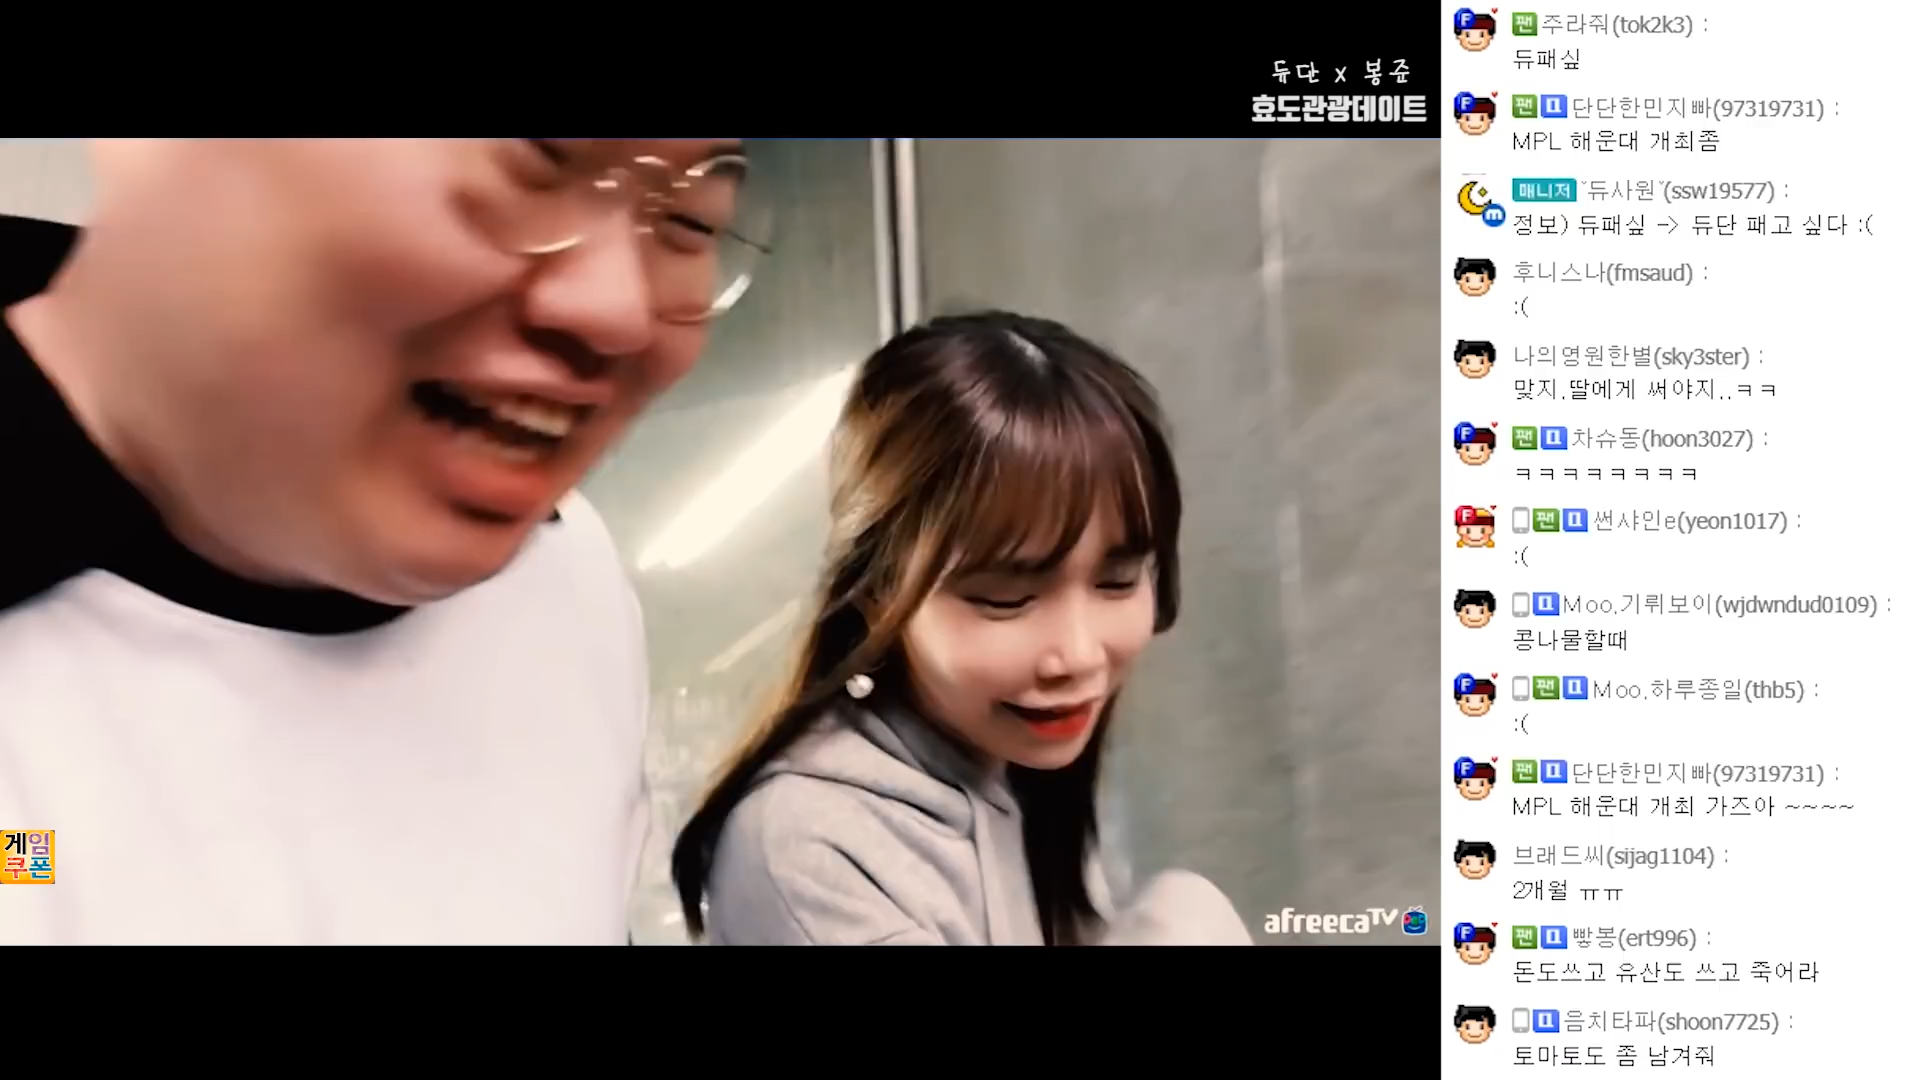 듀단 x 봉쥰
효도관광데이트
게임
쿠폰
afreecaTV
팬 주라줘(tok2k3) :
듀패싶
팬 단단한민지빠(97319731) :
MPL 해운대 개최좀
매니저 ˇ듀사원ˇ(ssw19577) :
정보) 듀패싶 -> 듀단 패고 싶다 :(
후니스나(fmsaud) :
:(
나의영원한별(sky3ster) :
맞지.딸에게 써야지..ㅋㅋ
팬 차슈동(hoon3027) :
ㅋㅋㅋㅋㅋㅋㅋㅋ
팬 썬샤인e(yeon1017) :
:(
Moo.기뤼보이(wjdwndud0109) :
콩나물할때
팬 Moo.하루종일(thb5) :
:(
팬 단단한민지빠(97319731) :
MPL 해운대 개최 가즈아 ~~~~
브래드씨(sijag1104) :
2개월 ㅠㅠ
팬 빻봉(ert996) :
돈도쓰고 유산도 쓰고 죽어라
음치타파(shoon7725) :
토마토도 좀 남겨줘